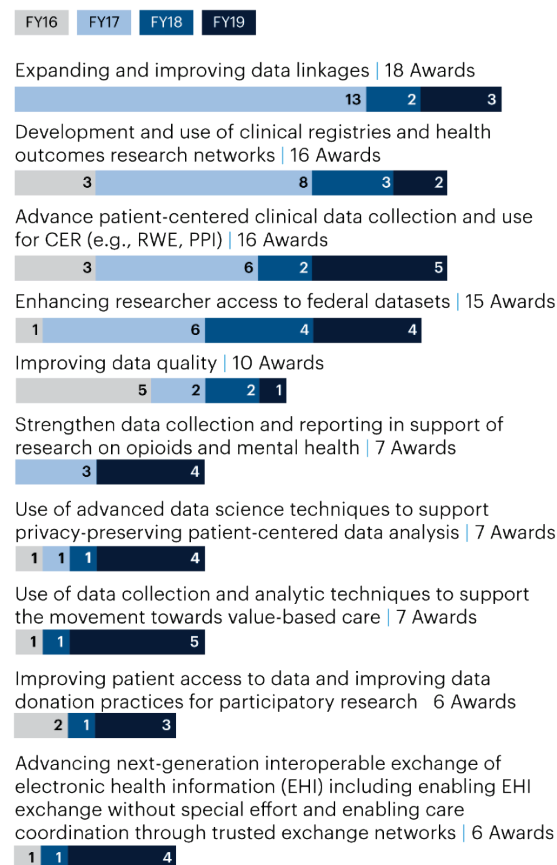 FY16 FY17 FY18 FY19
Expanding and improving data linkages | 18 Awards
13 2 3
Development and use of clinical registries and health
outcomes research networks | 16 Awards
3 8 3 2
Advance patient-centered clinical data collection and use
for CER (e.g., RWE, PPI) | 16 Awards
3 6 2 5
Enhancing researcher access to federal datasets | 15 Awards
1 6 4 4
Improving data quality | 10 Awards
5 2 2 1
Strengthen data collection and reporting in support of
research on opioids and mental health | 7 Awards
3 4
Use of advanced data science techniques to support
privacy-preserving patient-centered data analysis | 7 Awards
1 1 1 4
Use of data collection and analytic techniques to support
the movement towards value-based care | 7 Awards
1 1 5
Improving patient access to data and improving data
donation practices for participatory research 6 Awards
2 1 3
Advancing next-generation interoperable exchange of
electronic health information (EHI) including enabling EHI
exchange without special effort and enabling care
coordination through trusted exchange networks | 6 Awards
1 1 4